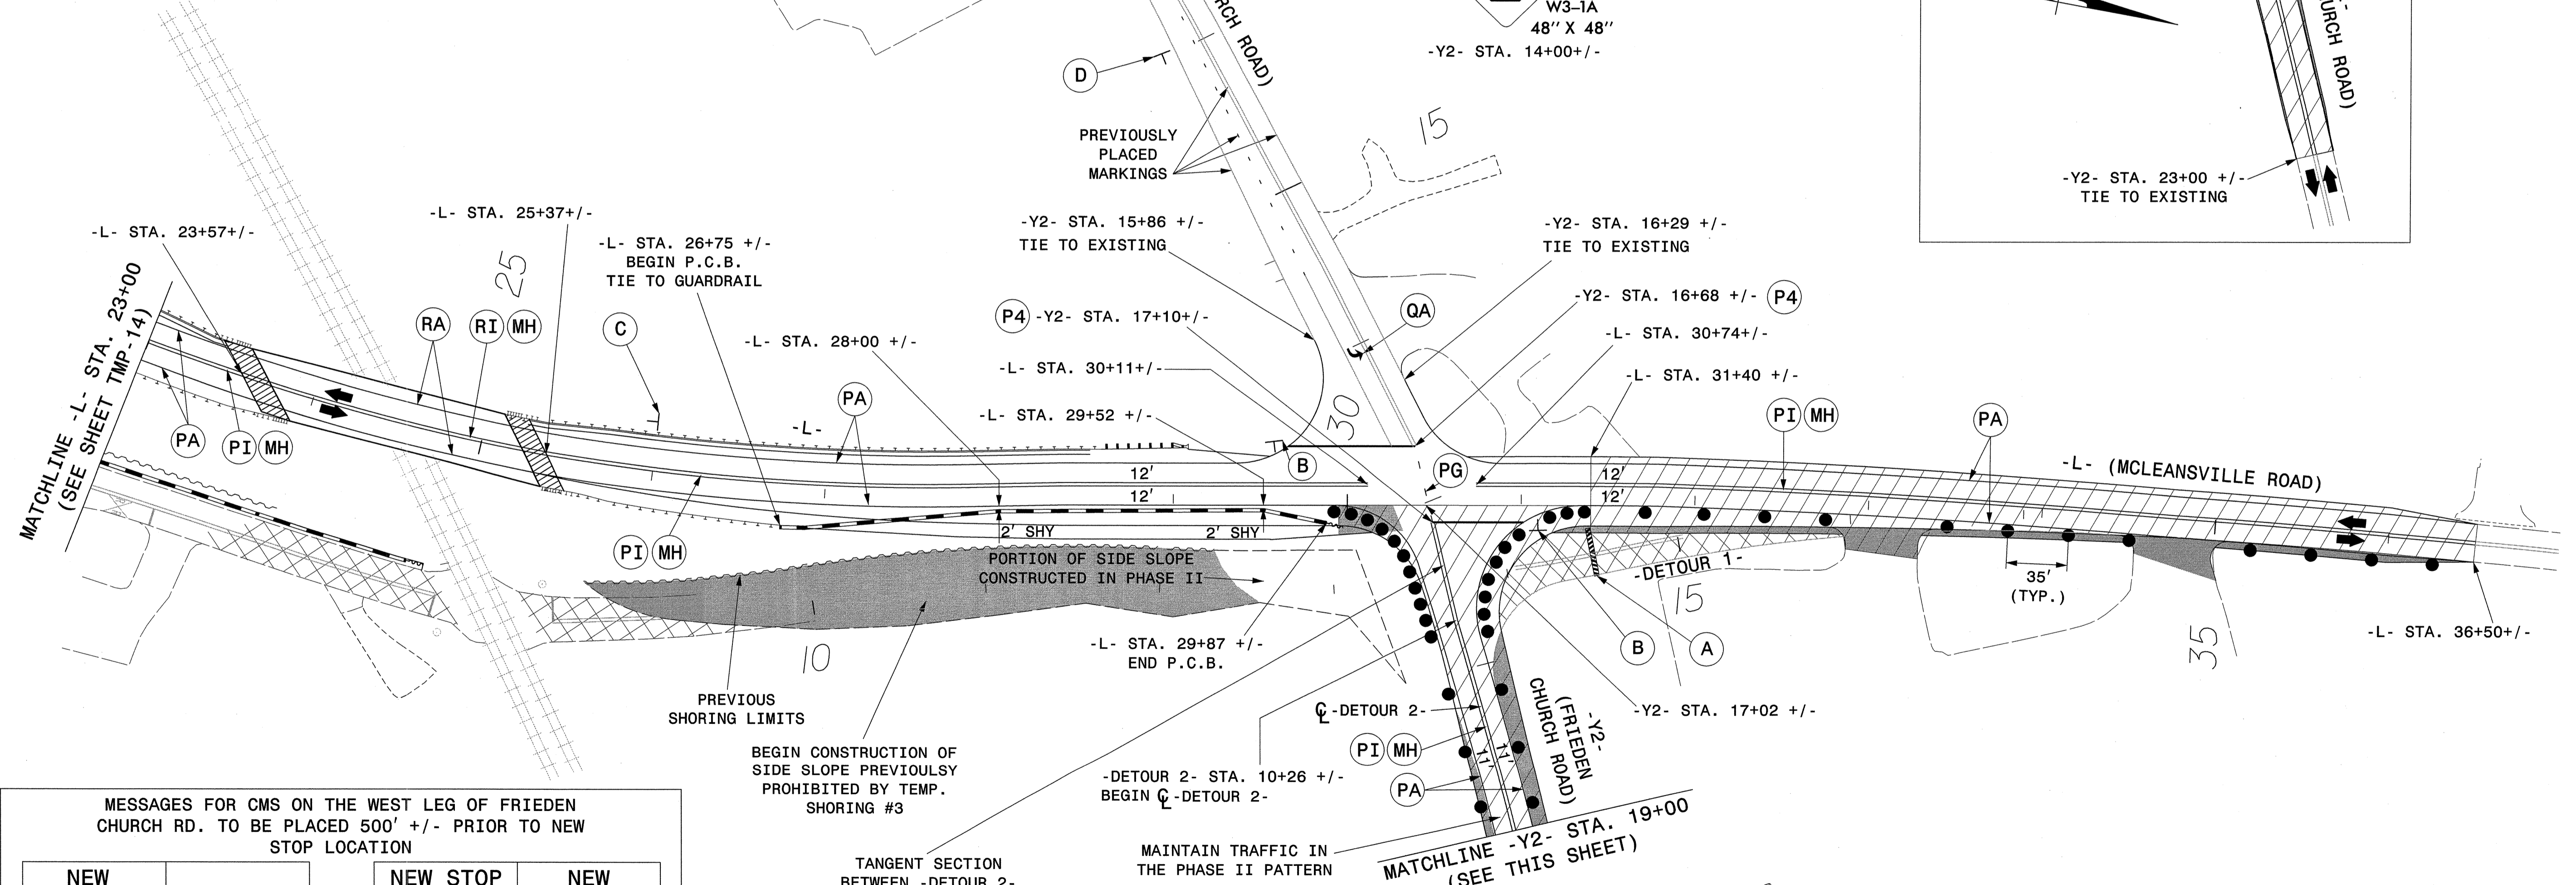 W3-1A
48" X 48"
-Y2- STA. 14+00+/-
RCH ROAD)
D
PREVIOUSLY
PLACED
MARKINGS
15
-Y2-
URCH ROAD)
-Y2- STA. 23+00 +/-
TIE TO EXISTING
-L- STA. 23+57+/-
-L- STA. 25+37+/-
25
-L- STA. 26+75 +/-
BEGIN P.C.B.
TIE TO GUARDRAIL
-Y2- STA. 15+86 +/-
TIE TO EXISTING
-Y2- STA. 16+29 +/-
TIE TO EXISTING
MATCHLINE -L- STA. 23+00
(SEE SHEET TMP-14)
RA
RI MH
C
-L- STA. 28+00 +/-
P4 -Y2- STA. 17+10+/-
QA
-Y2- STA. 16+68 +/- P4
-L- STA. 30+74+/-
-L- STA. 30+11+/-
-L- STA. 31+40 +/-
PA
-L- STA. 29+52 +/-
30
PI MH
PA
-L-
PA
PI MH
B
PG
-L- (MCLEANSVILLE ROAD)
12'
12'
12'
12'
2' SHY
2' SHY
PI MH
PORTION OF SIDE SLOPE
CONSTRUCTED IN PHASE II
-DETOUR 1-
15
35'
(TYP.)
-L- STA. 36+50+/-
35
10
-L- STA. 29+87 +/-
END P.C.B.
B
A
PREVIOUS
SHORING LIMITS
℄-DETOUR 2-
-Y2- STA. 17+02 +/-
BEGIN CONSTRUCTION OF
SIDE SLOPE PREVIOULSY
PROHIBITED BY TEMP.
SHORING #3
PI MH
11'
11'
-Y2-
(FRIEDEN
CHURCH ROAD)
-DETOUR 2- STA. 10+26 +/-
BEGIN ℄-DETOUR 2-
PA
MESSAGES FOR CMS ON THE WEST LEG OF FRIEDEN
CHURCH RD. TO BE PLACED 500' +/- PRIOR TO NEW
STOP LOCATION
NEW
NEW STOP
NEW
TANGENT SECTION
BETWEEN -DETOUR 2-
MAINTAIN TRAFFIC IN
THE PHASE II PATTERN
MATCHLINE -Y2- STA. 19+00
(SEE THIS SHEET)